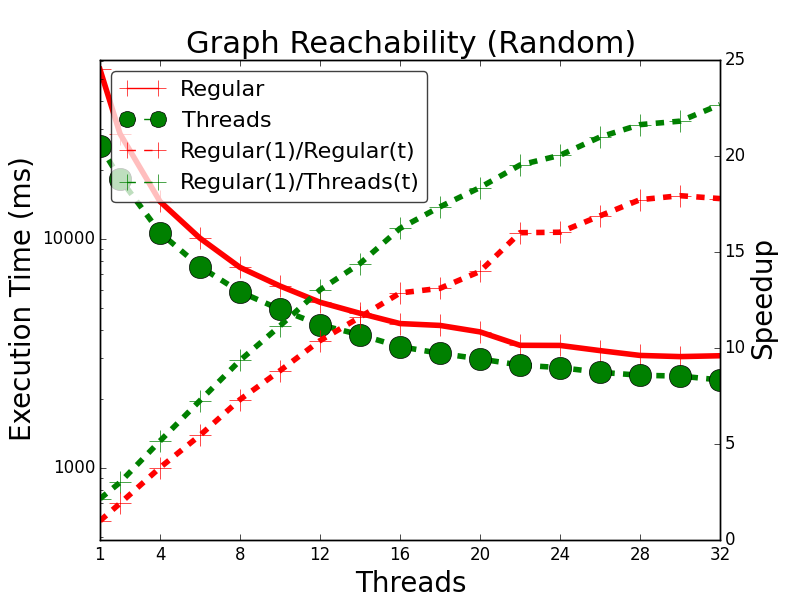 Graph Reachability (Random)
Regular
Threads
Regular(1)/Regular(t)
Regular(1)/Threads(t)
Execution Time (ms)
10000
1000
25
20
15
10
5
0
Speedup
1 4 8 12 16 20 24 28 32
Threads